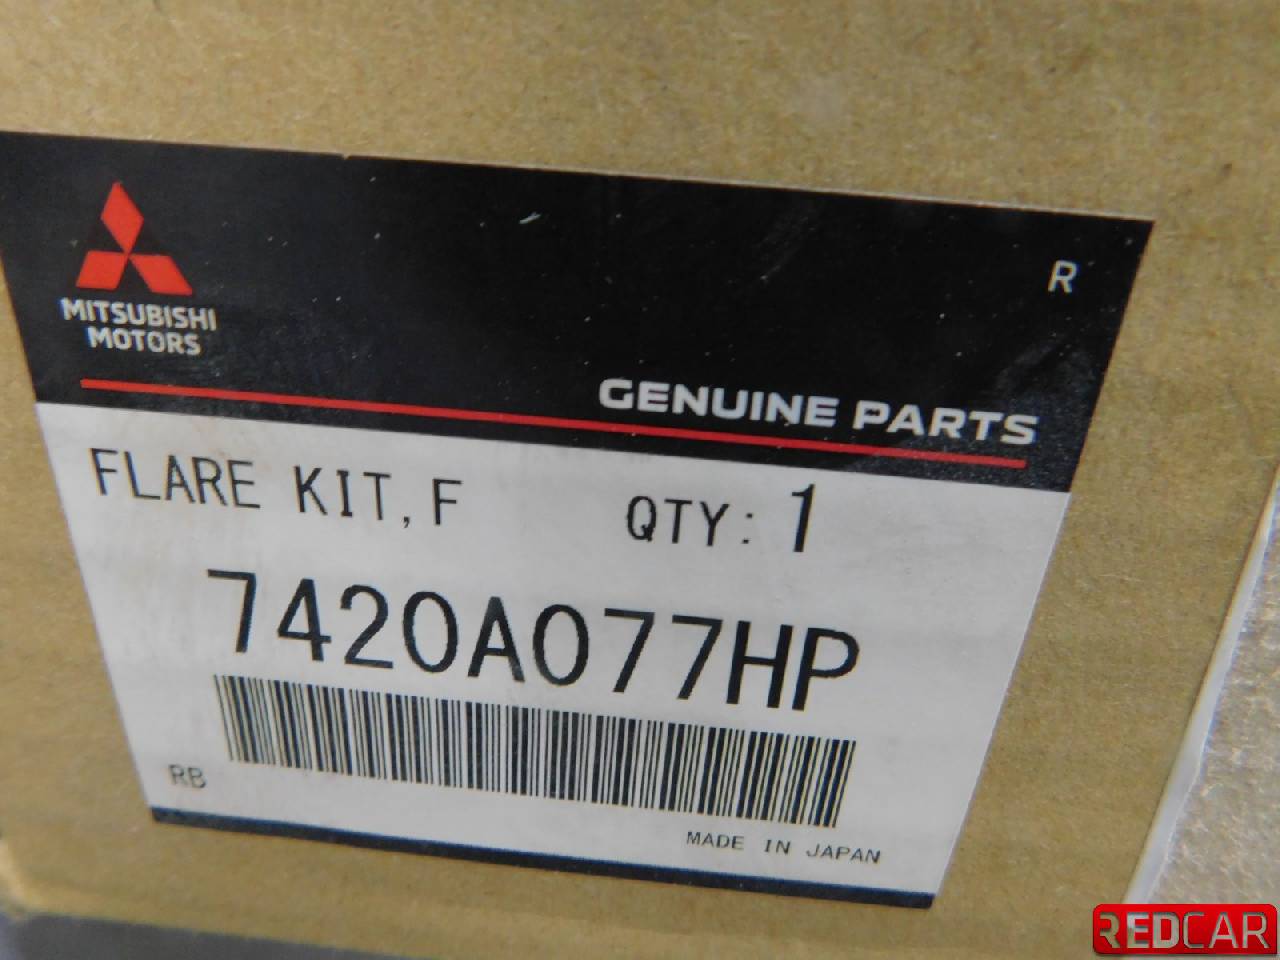 R
MITSUBISHI
MOTORS
GENUINE PARTS
FLARE KIT, F
QTY: 1
7420A077HP
RB
MADE IN JAPAN
REDCAR